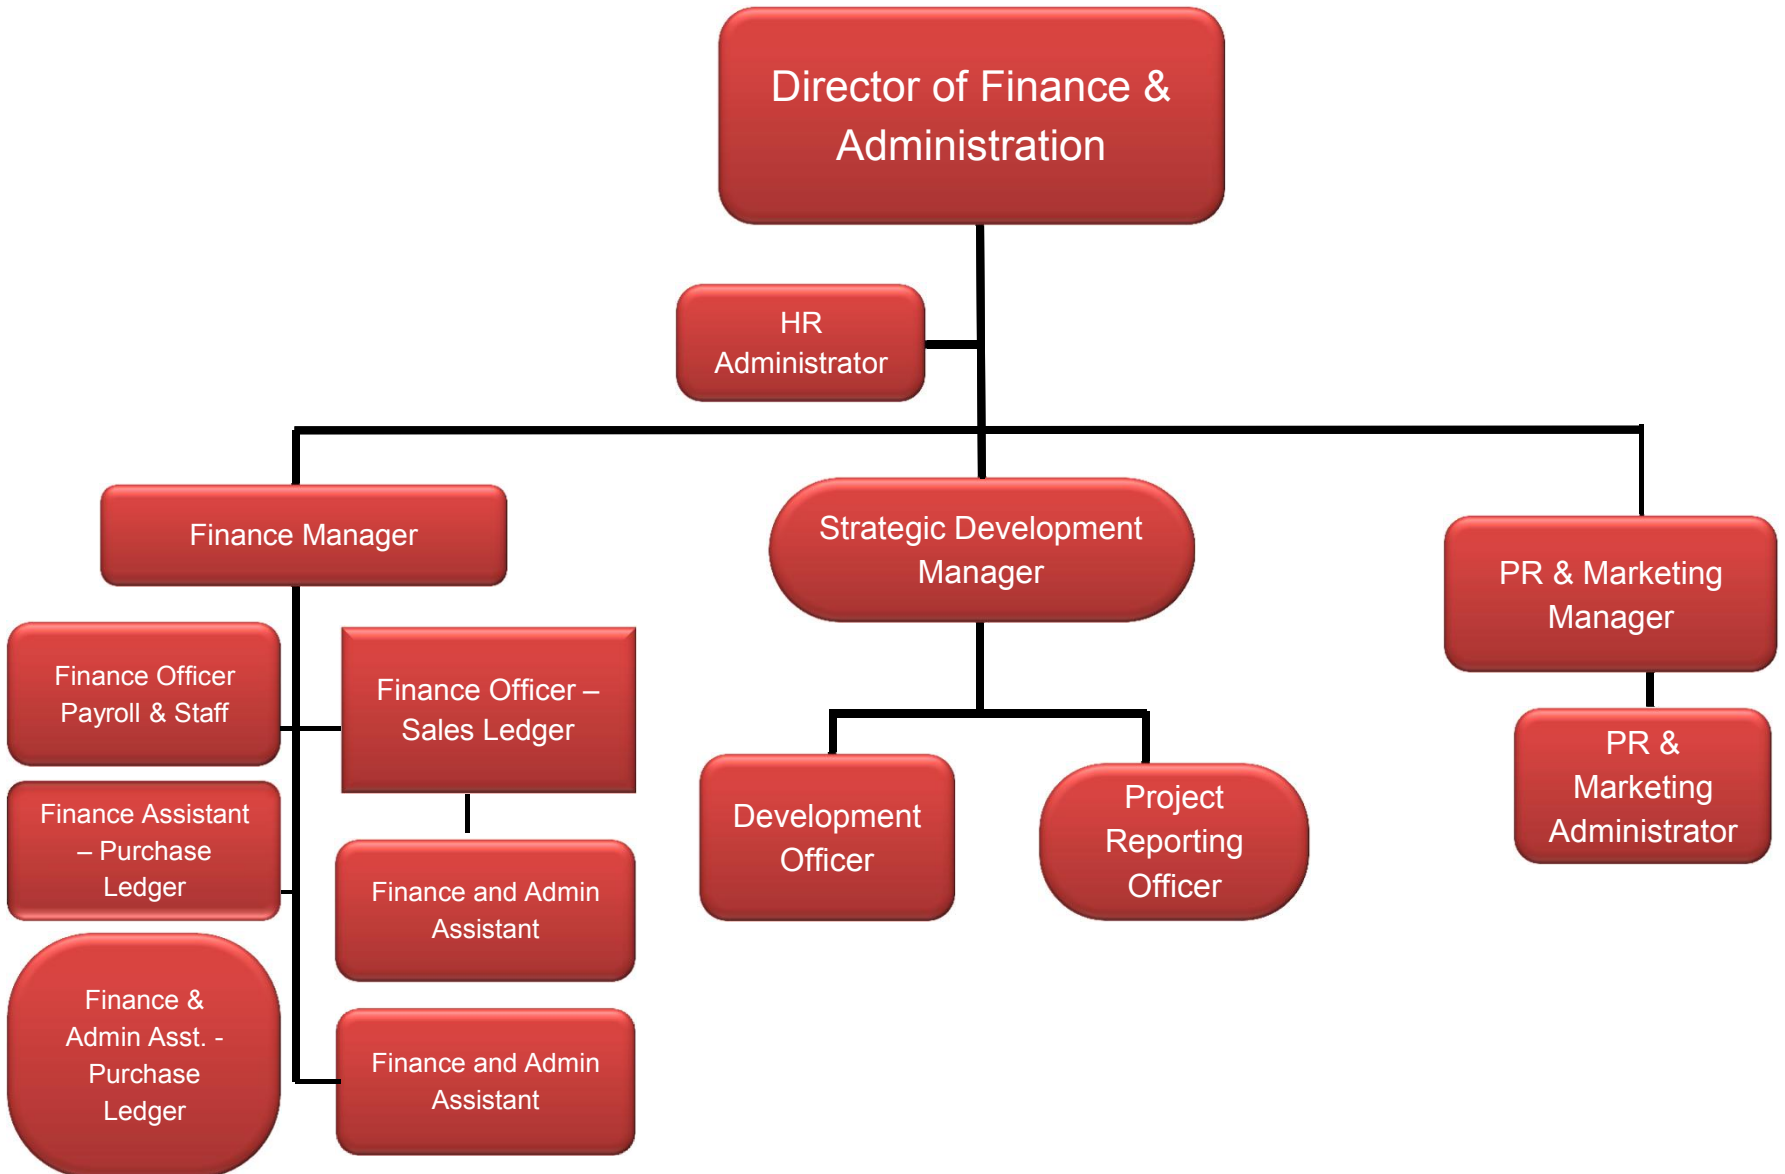 Director of Finance &
Administration
HR
Administrator
Finance Manager
Strategic Development
Manager
PR & Marketing
Manager
Finance Officer
Payroll & Staff
Finance Officer –
Sales Ledger
Finance Assistant
– Purchase
Ledger
Finance and Admin
Assistant
Finance &
Admin Asst. -
Purchase
Ledger
Finance and Admin
Assistant
Development
Officer
Project
Reporting
Officer
PR &
Marketing
Administrator